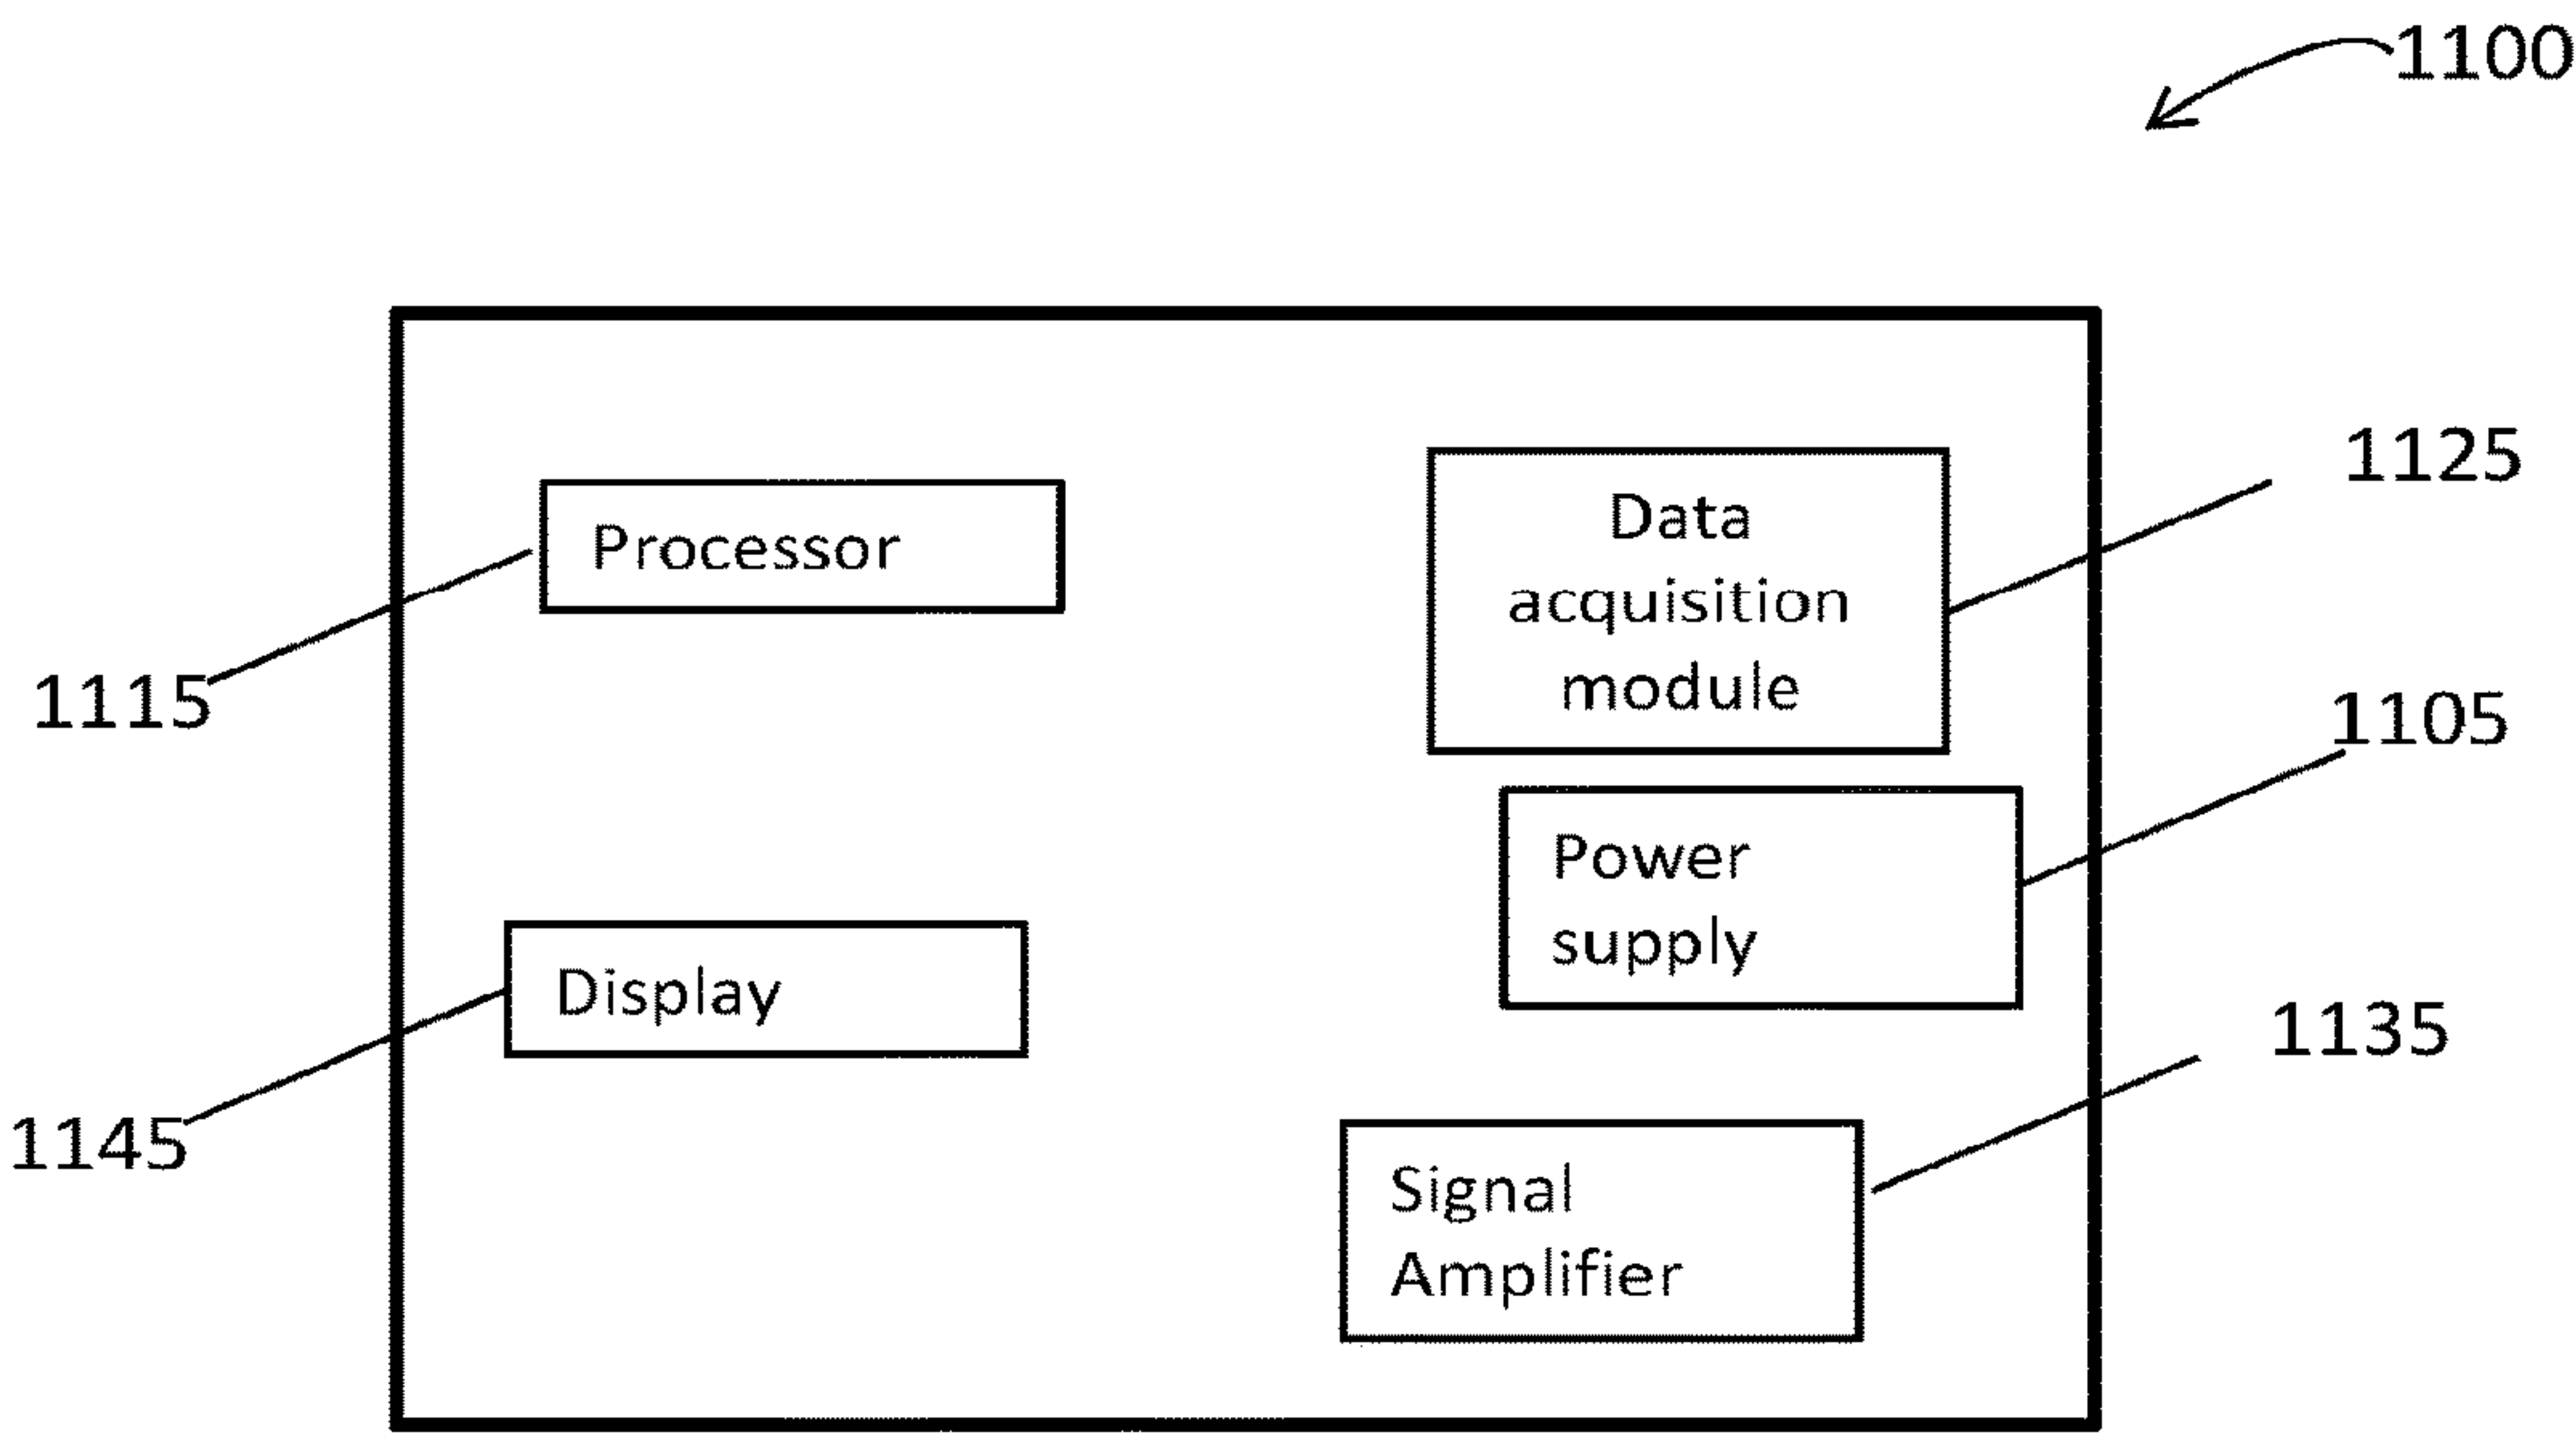 1100
Processor
Data
acquisition
module
1125
1115
1105
Power
supply
Display
1135
1145
Signal
Amplifier